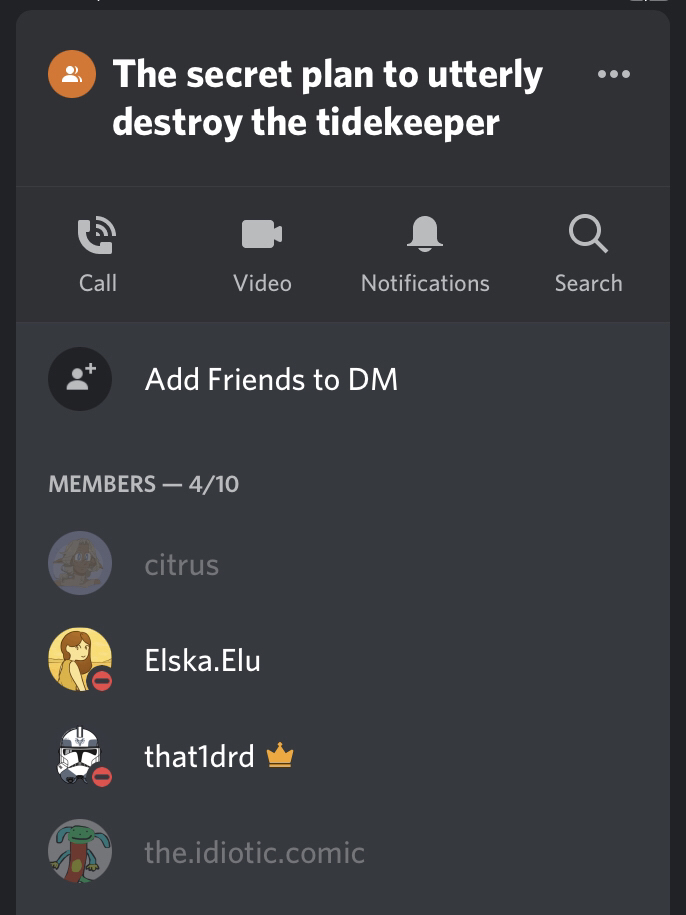 The secret plan to utterly
destroy the tidekeeper
Call Video Notifications Search
Add Friends to DM
MEMBERS — 4/10
citrus
Elska.Elu
that1drd
the.idiotic.comic